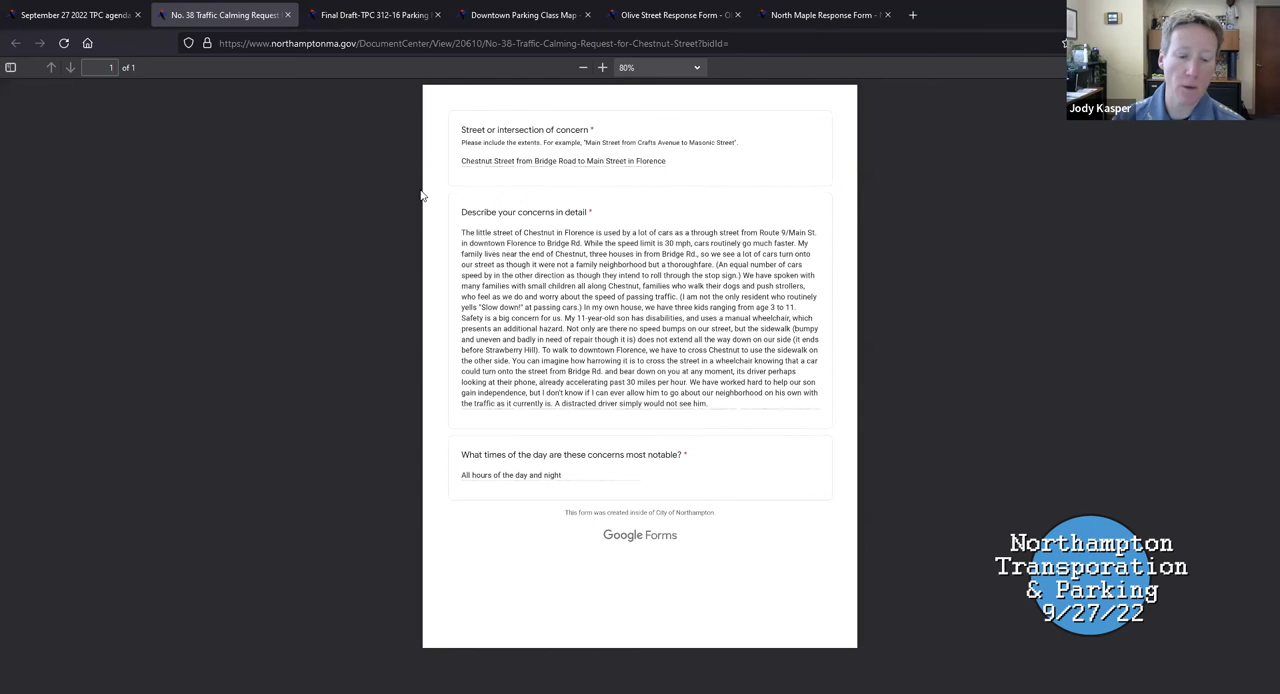 September 27 2022 TPC agenda
No. 38 Traffic Calming Request
Final Draft-TPC 312-16 Parking
Downtown Parking Class Map -
Olive Street Response Form - Ol
North Maple Response Form -
https://www.northamptonma.gov/DocumentCenter/View/20610/No-38-Traffic-Calming-Request-for-Chestnut-Street?bidId=
1 of 1
80%
Jody Kasper
Street or intersection of concern *
Please include the extents. For example, "Main Street from Crafts Avenue to Masonic Street".
Chestnut Street from Bridge Road to Main Street in Florence
Describe your concerns in detail *
The little street of Chestnut in Florence is used by a lot of cars as a through street from Route 9/Main St.
in downtown Florence to Bridge Rd. While the speed limit is 30 mph, cars routinely go much faster. My
family lives near the end of Chestnut, three houses in from Bridge Rd., so we see a lot of cars turn onto
our street as though it were not a family neighborhood but a thoroughfare. (An equal number of cars
speed by in the other direction as though they intend to roll through the stop sign.) We have spoken with
many families with small children all along Chestnut, families who walk their dogs and push strollers,
who feel as we do and worry about the speed of passing traffic. (I am not the only resident who routinely
yells "Slow down!" at passing cars.) In my own house, we have three kids ranging from age 3 to 11.
Safety is a big concern for us. My 11-year-old son has disabilities, and uses a manual wheelchair, which
presents an additional hazard. Not only are there no speed bumps on our street, but the sidewalk (bumpy
and uneven and badly in need of repair though it is) does not extend all the way down on our side (it ends
before Strawberry Hill). To walk to downtown Florence, we have to cross Chestnut to use the sidewalk on
the other side. You can imagine how harrowing it is to cross the street in a wheelchair knowing that a car
could turn onto the street from Bridge Rd. and bear down on you at any moment, its driver perhaps
looking at their phone, already accelerating past 30 miles per hour. We have worked hard to help our son
gain independence, but I don't know if I can ever allow him to go about our neighborhood on his own with
the traffic as it currently is. A distracted driver simply would not see him.
What times of the day are these concerns most notable? *
All hours of the day and night
This form was created inside of City of Northampton.
Google Forms
Northampton
Transporation
& Parking
9/27/22